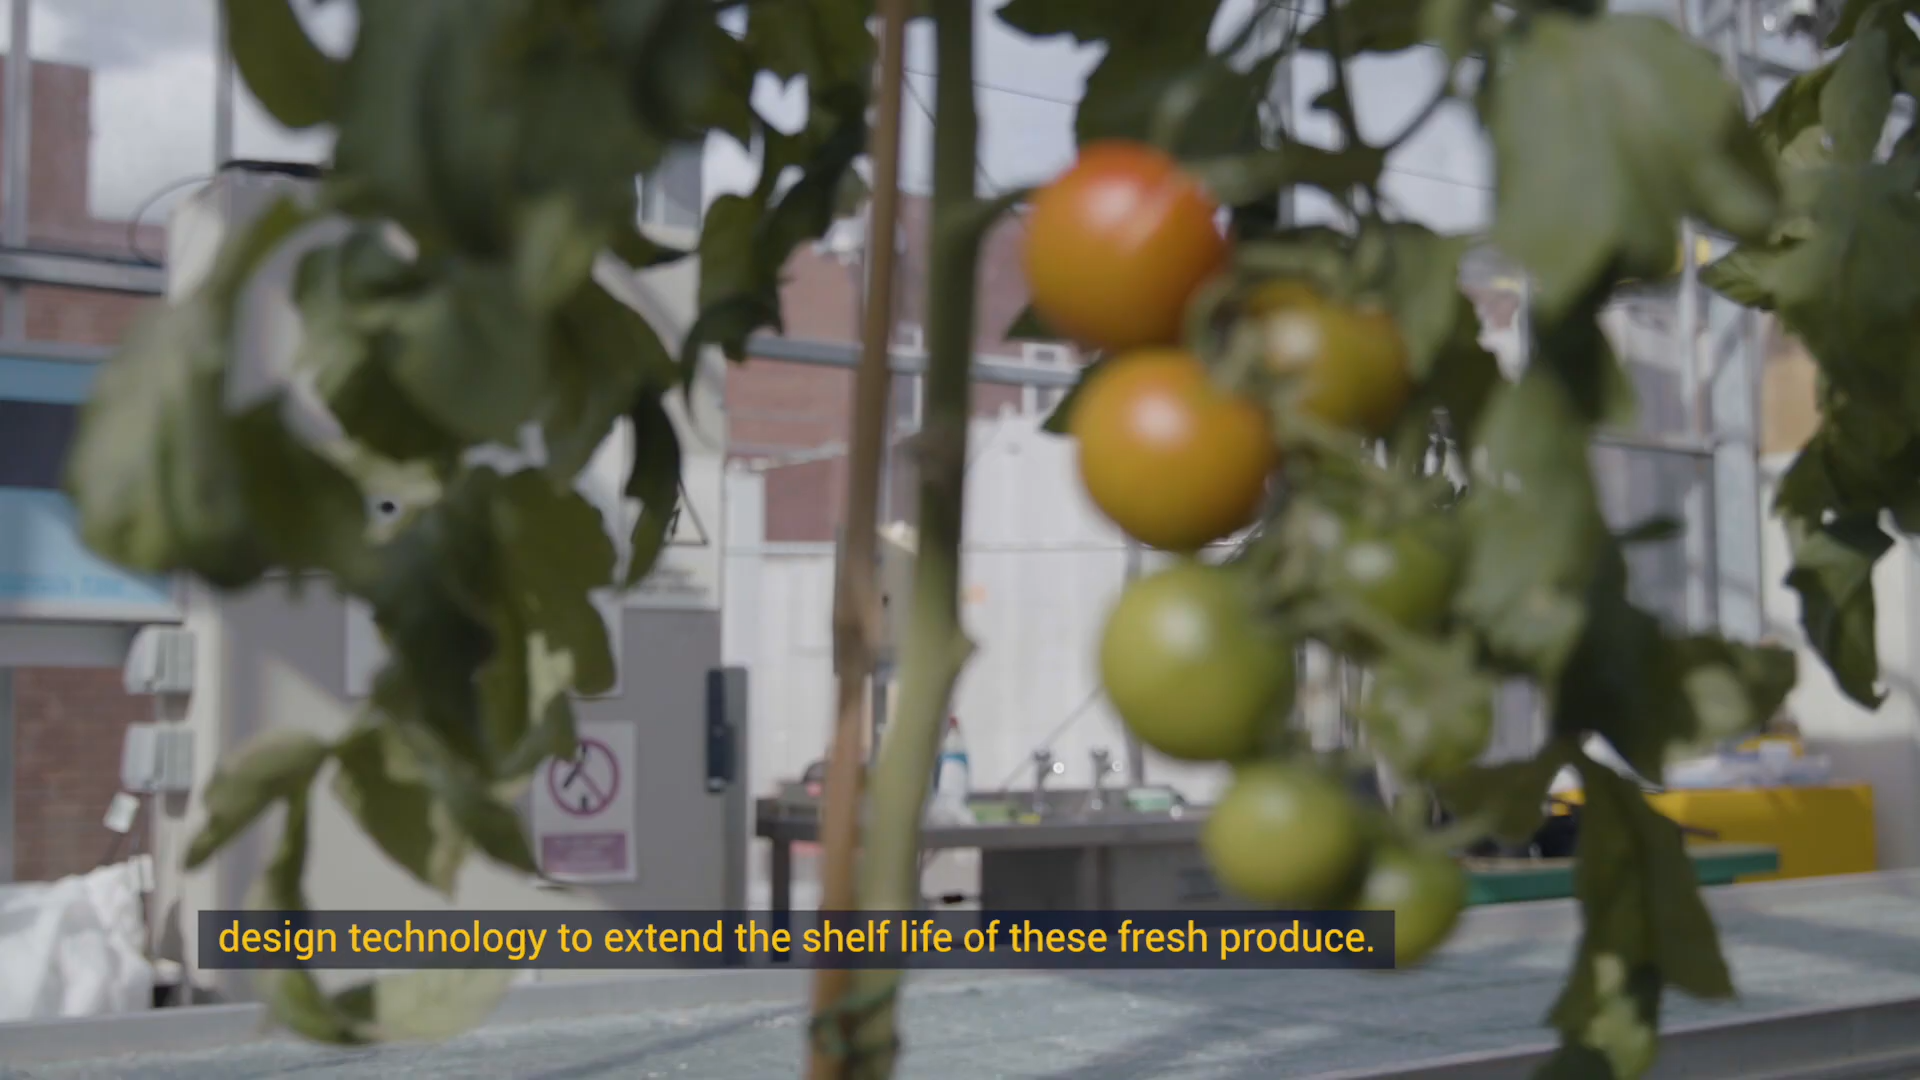 design technology to extend the shelf life of these fresh produce.